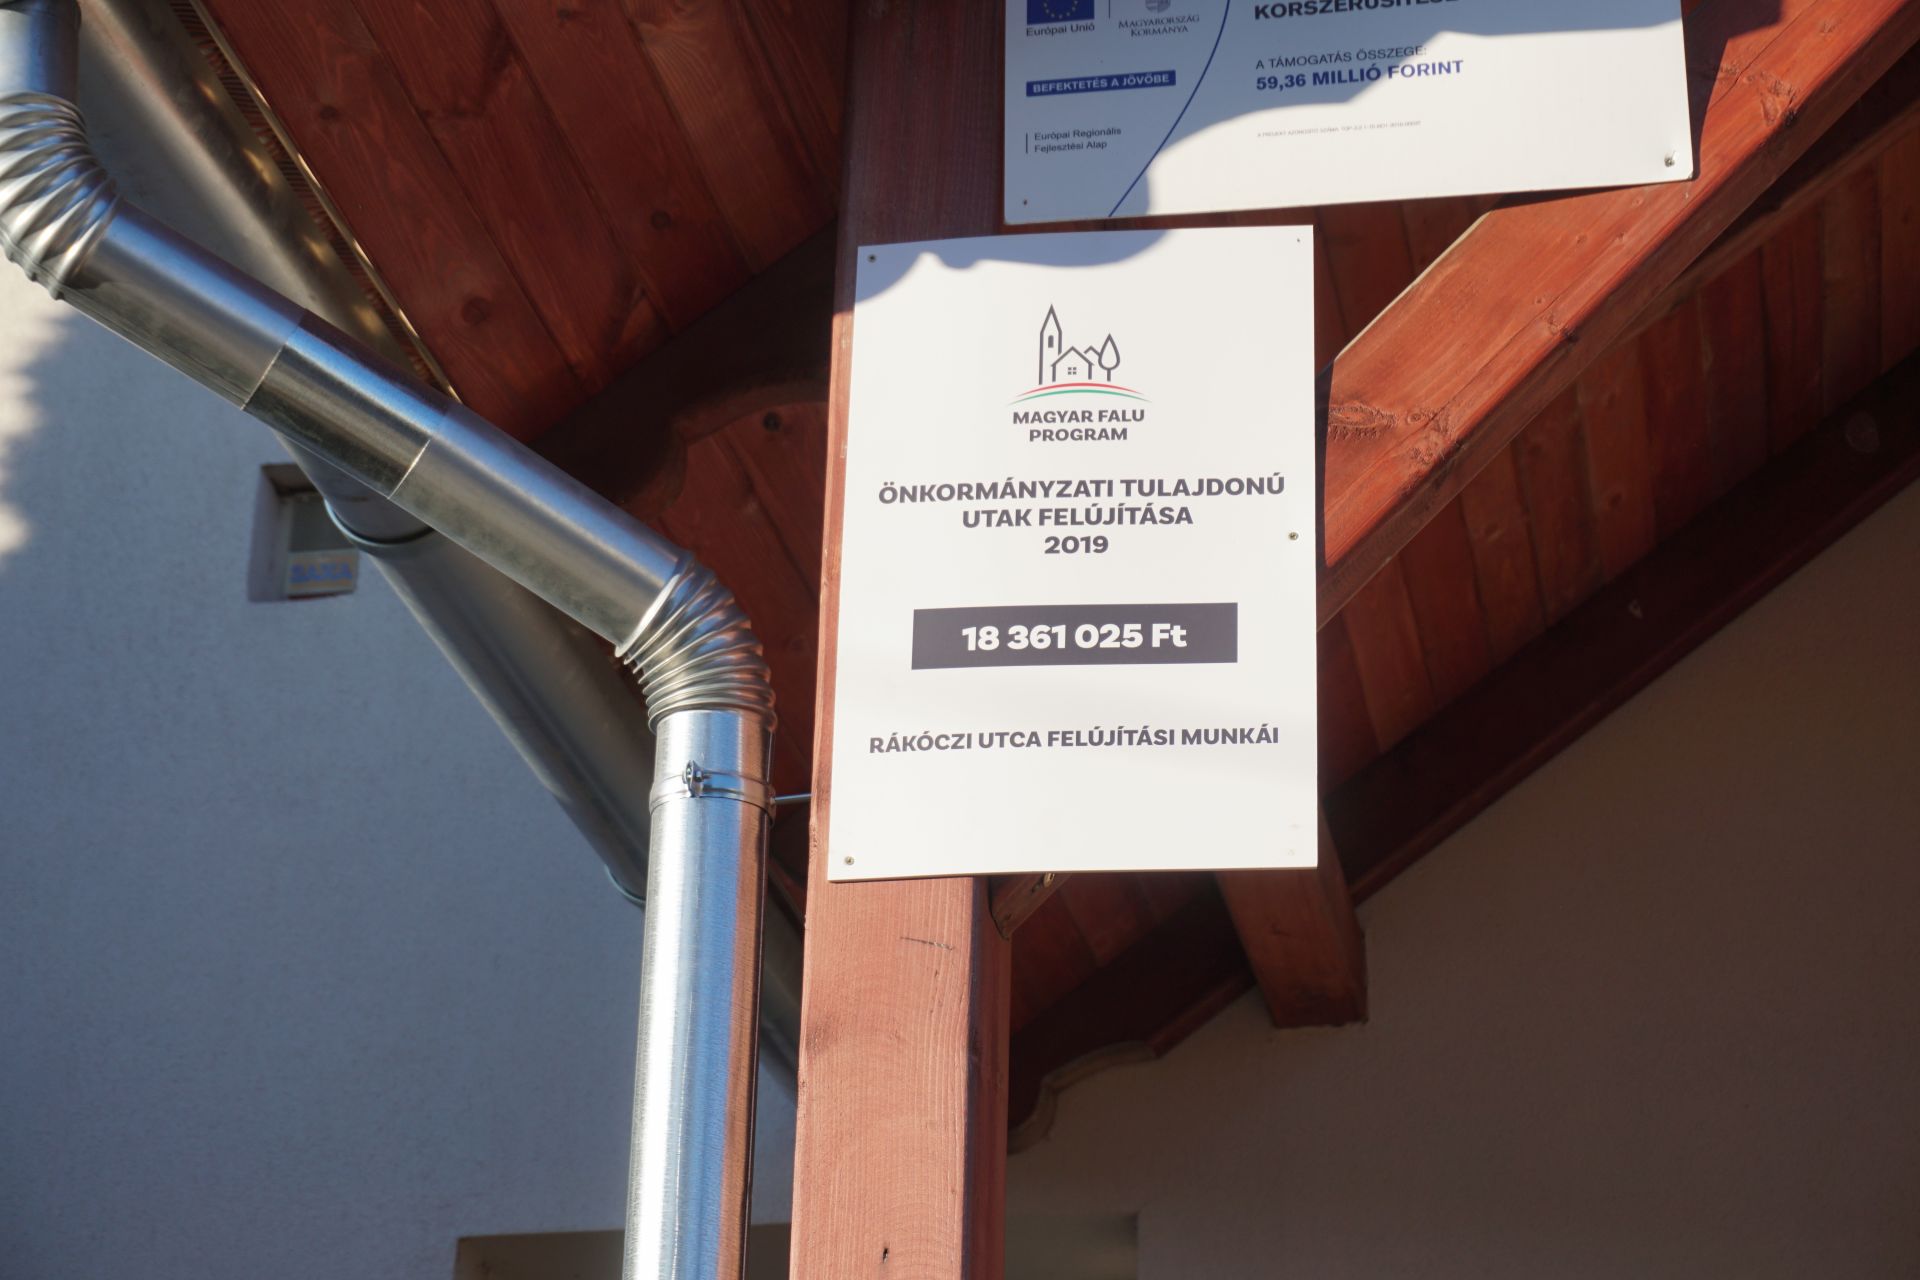 Európai Unió
MAGYARORSZÁG
KORMÁNYA
BEFEKTETÉS A JÖVŐBE
Európai Regionális
Fejlesztési Alap
A TÁMOGATÁS ÖSSZEGE:
59,36 MILLIÓ FORINT
MAGYAR FALU
PROGRAM
ÖNKORMÁNYZATI TULAJDONÚ
UTAK FELÚJÍTÁSA
2019
18 361 025 Ft
RÁKÓCZI UTCA FELÚJÍTÁSI MUNKÁI